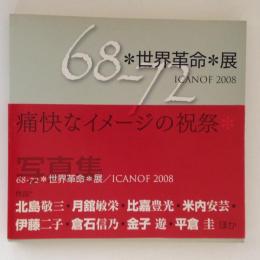 68-72
*世界革命*展
ICANOF 2008
痛快なイメージの祝祭*
写真集
68-72*世界革命*展/ICANOF 2008
北島敬三・月舘敏栄・比嘉豊光・米内安芸・
伊藤二子・倉石信乃・金子 遊・平倉 圭 ほか